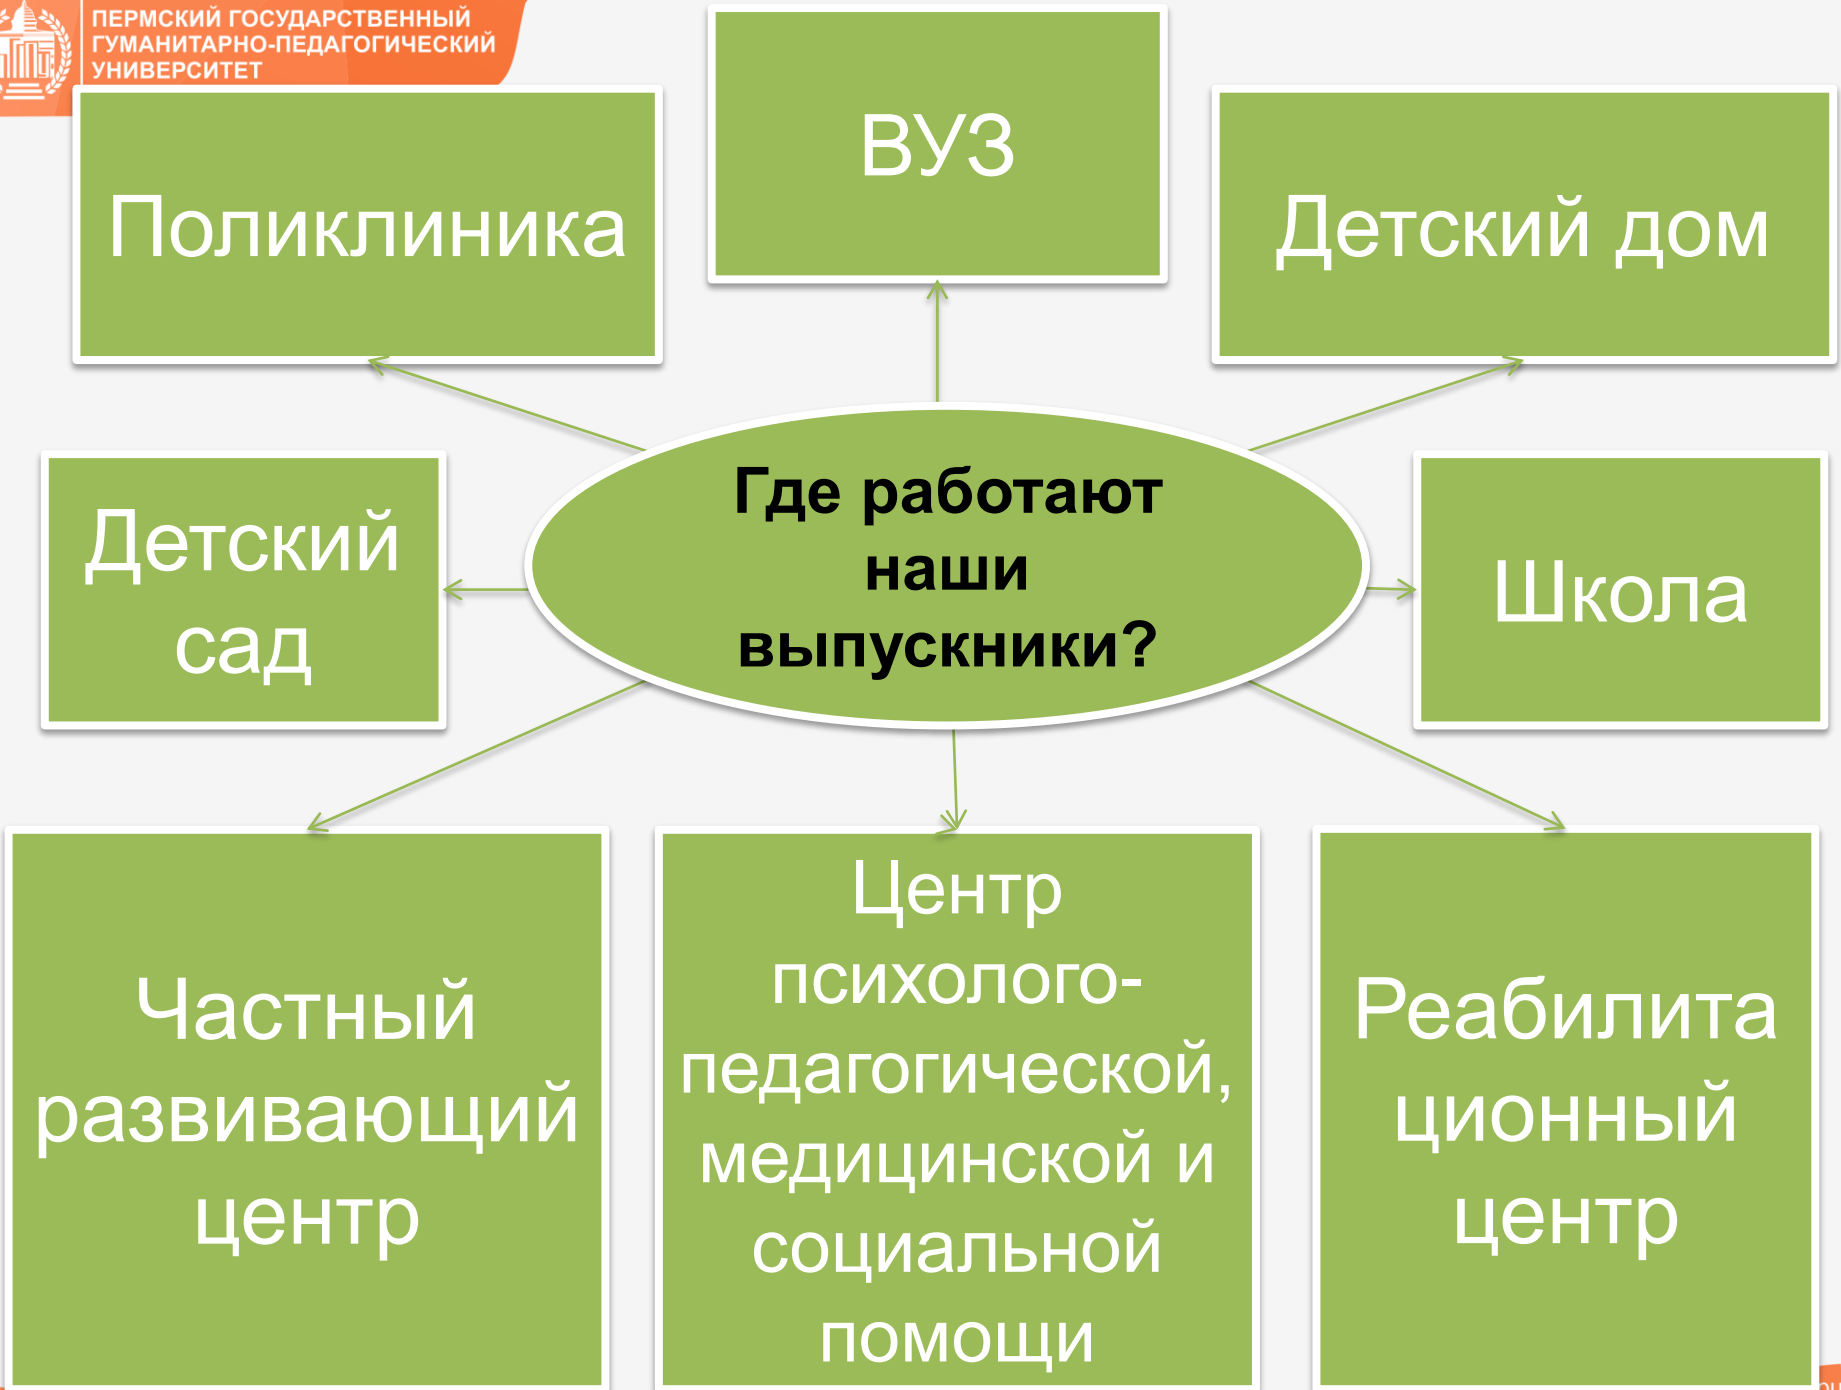 ПЕРМСКИЙ ГОСУДАРСТВЕННЫЙ
ГУМАНИТАРНО-ПЕДАГОГИЧЕСКИЙ
УНИВЕРСИТЕТ
Поликлиника
ВУЗ
Детский дом
Детский
сад
Где работают
наши
выпускники?
Школа
Частный
развивающий
центр
Центр
психолого-
педагогической,
медицинской и
социальной
помощи
Реабилита
ционный
центр